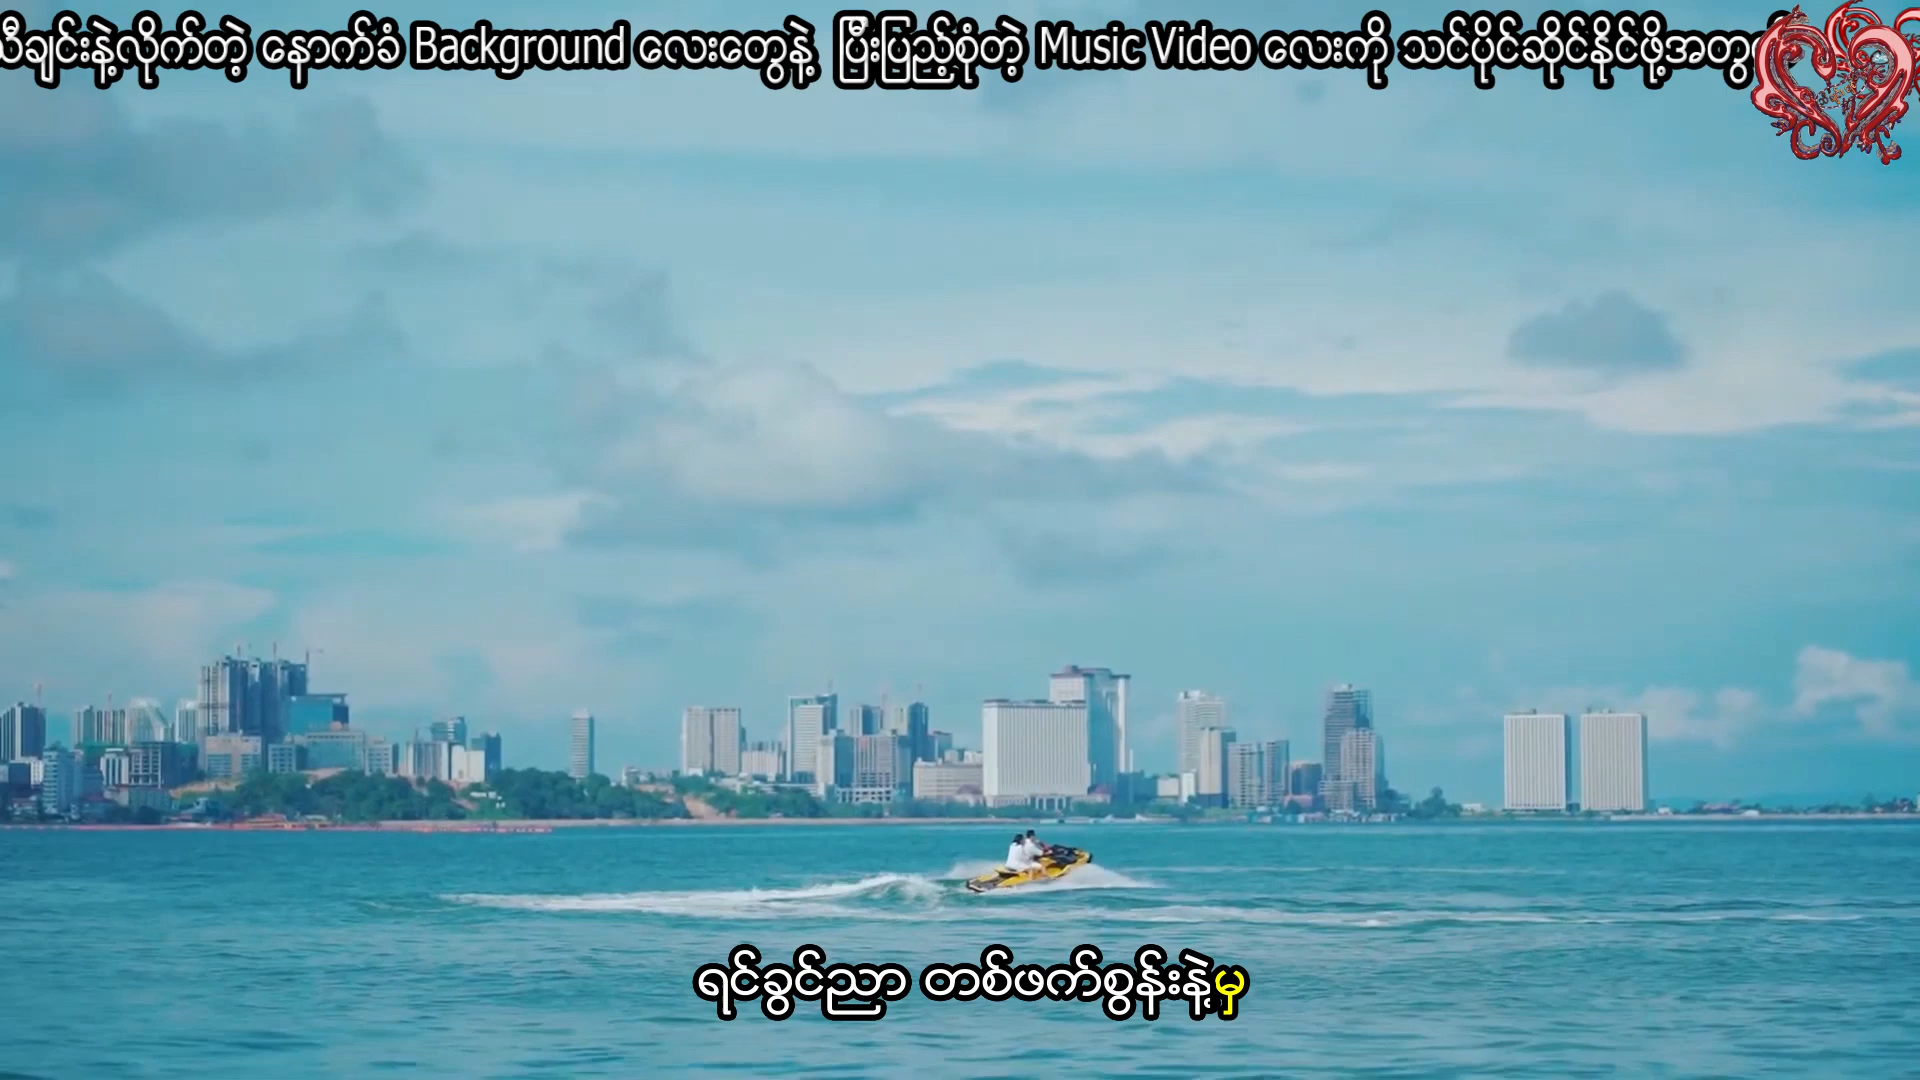 သီချင်းနဲ့လိုက်တဲ့ နောက်ခံ Background လေးတွေနဲ့ ပြီးပြည့်စုံတဲ့ Music Video လေးကို သင်ပိုင်ဆိုင်နိုင်ဖို့
ရင်ခွင်ညာ တစ်ဖက်စွန်းနဲ့မှ